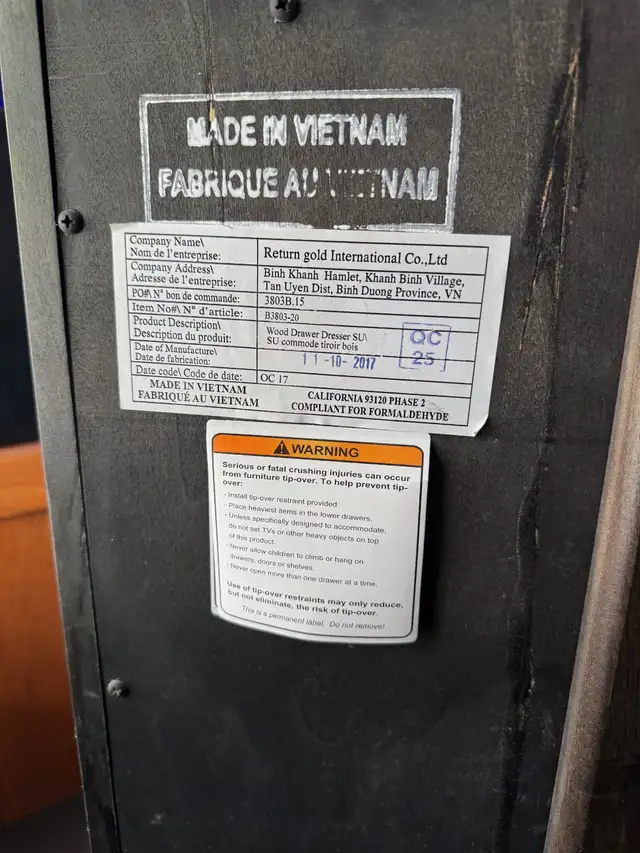 MADE IN VIETNAM
FABRIQUE AU VIETNAM
Company Name\ Nom de l'entreprise: Return gold International Co.,Ltd
Company Address\ Adresse de l'entreprise: Binh Khanh Hamlet, Khanh Binh Village, Tan Uyen Dist, Binh Duong Province, VN
PO#\ N° bon de commande: 3803B.15
Item No#\ N° d'article: B3803-20
Product Description\ Description du produit: Wood Drawer Dresser SU\ SU commode tiroir bois
Date of Manufacture\ Date de fabrication: 11-10-2017
QC
25
Date code\ Code de date: OC 17
MADE IN VIETNAM
FABRIQUÉ AU VIETNAM
CALIFORNIA 93120 PHASE 2
COMPLIANT FOR FORMALDEHYDE
WARNING
Serious or fatal crushing injuries can occur
from furniture tip-over. To help prevent tip-
over:
- Install tip-over restraint provided.
- Place heaviest items in the lower drawers.
- Unless specifically designed to accommodate,
do not set TVs or other heavy objects on top
of this product.
- Never allow children to climb or hang on
drawers, doors or shelves.
- Never open more than one drawer at a time.
Use of tip-over restraints may only reduce,
but not eliminate, the risk of tip-over.
This is a permanent label. Do not remove!